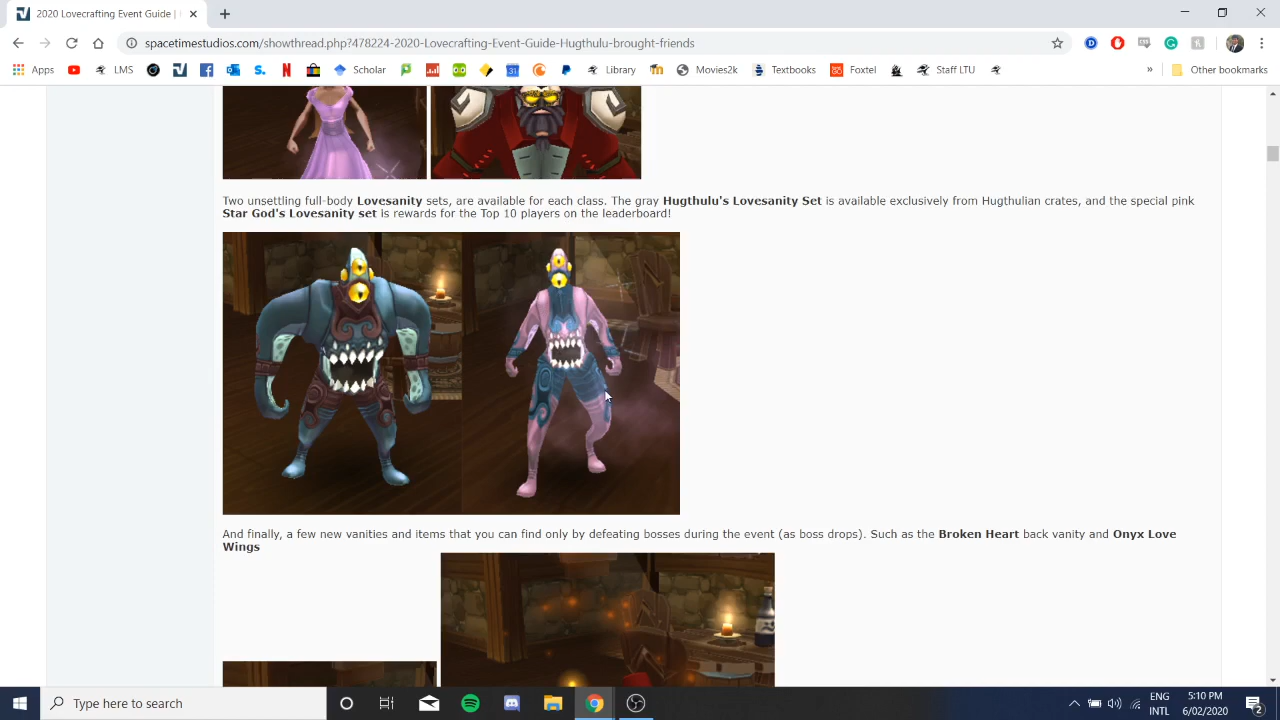 2020 Lovecrafting Event Guide |
spacetimestudios.com/showthread.php?478224-2020-Lovecrafting-Event-Guide-Hugthulu-brought-friends
Apps LMS Scholar Library Movies2k Textbooks Foxtel Staff LTU » Other bookmarks
Two unsettling full-body Lovesanity sets, are available for each class. The gray Hugthulu's Lovesanity Set is available exclusively from Hugthulian crates, and the special pink
Star God's Lovesanity set is rewards for the Top 10 players on the leaderboard!
And finally, a few new vanities and items that you can find only by defeating bosses during the event (as boss drops). Such as the Broken Heart back vanity and Onyx Love
Wings
Type here to search
ENG
INTL
5:10 PM
6/02/2020
2